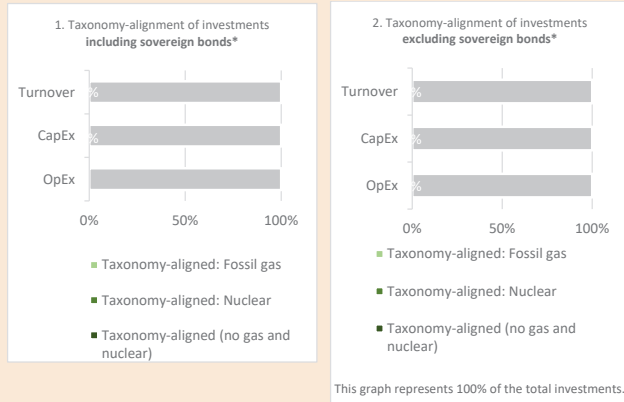 1. Taxonomy-alignment of investments
including sovereign bonds*
Turnover
%
CapEx
%
OpEx
0%
50%
100%
Taxonomy-aligned: Fossil gas
Taxonomy-aligned: Nuclear
Taxonomy-aligned (no gas and
nuclear)
2. Taxonomy-alignment of investments
excluding sovereign bonds*
Turnover
%
CapEx
%
OpEx
%
0%
50%
100%
Taxonomy-aligned: Fossil gas
Taxonomy-aligned: Nuclear
Taxonomy-aligned (no gas and
nuclear)
This graph represents 100% of the total investments.